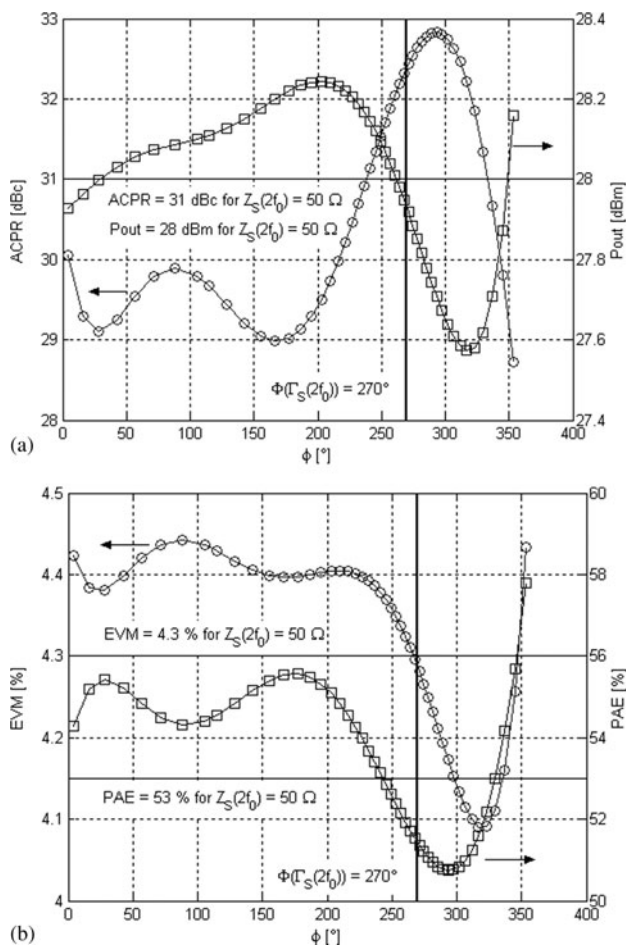 33
32
31
30
29
28
ACPR [dBc]
28.4
28.2
28
27.8
27.6
27.4
Pout [dBm]
ACPR = 31 dBc for Z_S(2f_0) = 50 Ω
Pout = 28 dBm for Z_S(2f_0) = 50 Ω
Φ(Γ_S(2f_0)) = 270°
0 50 100 150 200 250 300 350 400
(a)
ϕ [°]
4.5
4.4
4.3
4.2
4.1
4
EVM [%]
60
58
56
54
52
50
PAE [%]
EVM = 4.3 % for Z_S(2f_0) = 50 Ω
PAE = 53 % for Z_S(2f_0) = 50 Ω
Φ(Γ_S(2f_0)) = 270°
0 50 100 150 200 250 300 350 400
(b)
ϕ [°]